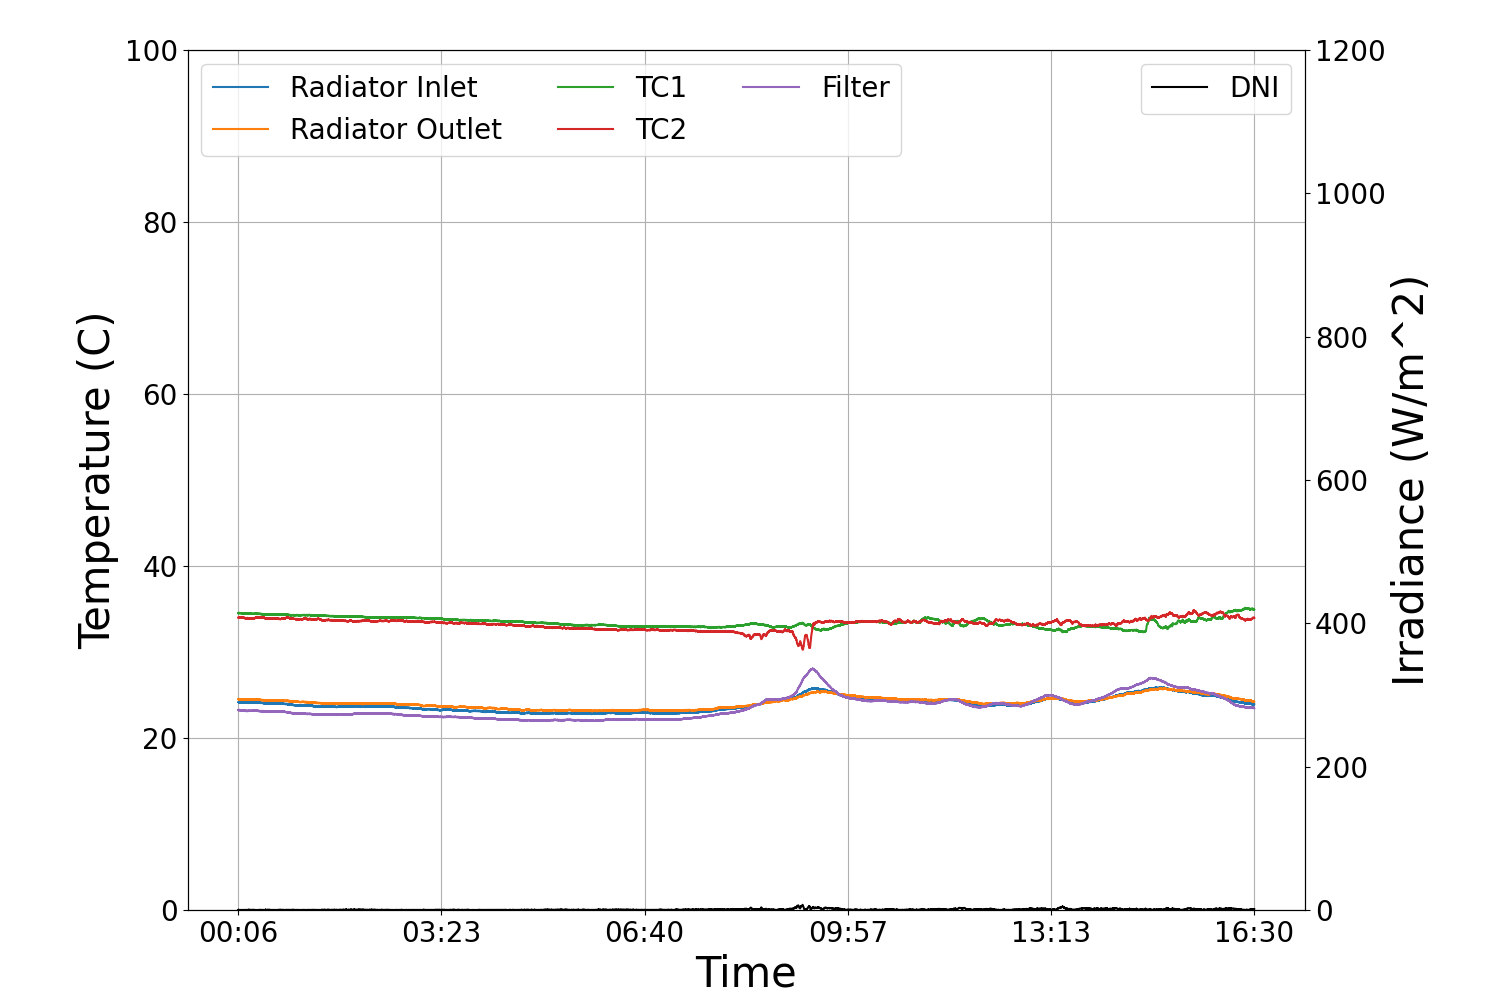 100
80
60
40
20
0
Temperature (C)
Radiator Inlet
Radiator Outlet
TC1
TC2
Filter
DNI
1200
1000
800
600
400
200
0
Irradiance (W/m^2)
00:06 03:23 06:40 09:57 13:13 16:30
Time